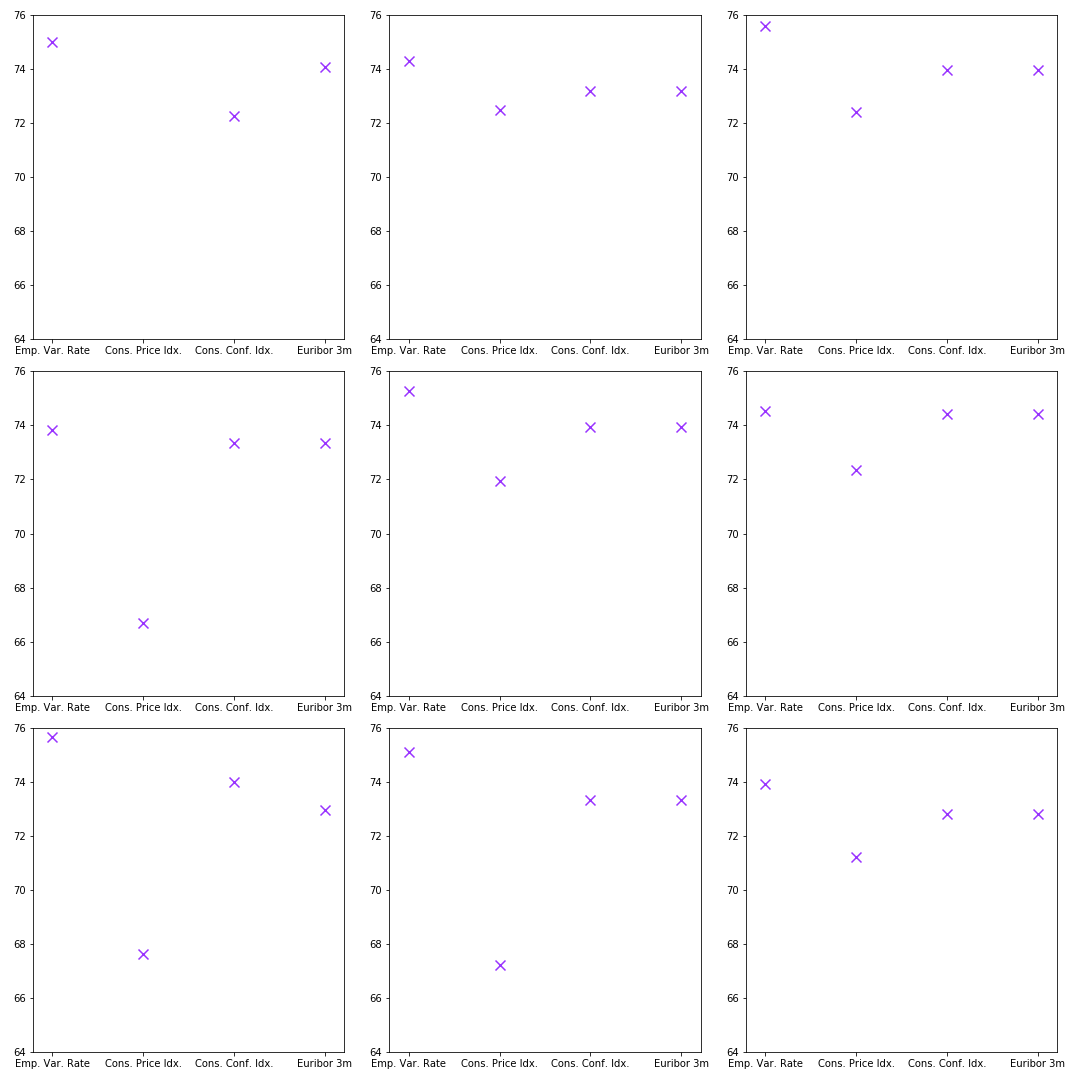 76 76 76
74 74 74
72 72 72
70 70 70
68 68 68
66 66 66
64 64 64
Emp. Var. Rate Cons. Price Idx. Cons. Conf. Idx. Euribor 3m Emp. Var. Rate Cons. Price Idx. Cons. Conf. Idx. Euribor 3m Emp. Var. Rate Cons. Price Idx. Cons. Conf. Idx. Euribor 3m
76 76 76
74 74 74
72 72 72
70 70 70
68 68 68
66 66 66
64 64 64
Emp. Var. Rate Cons. Price Idx. Cons. Conf. Idx. Euribor 3m Emp. Var. Rate Cons. Price Idx. Cons. Conf. Idx. Euribor 3m Emp. Var. Rate Cons. Price Idx. Cons. Conf. Idx. Euribor 3m
76 76 76
74 74 74
72 72 72
70 70 70
68 68 68
66 66 66
64 64 64
Emp. Var. Rate Cons. Price Idx. Cons. Conf. Idx. Euribor 3m Emp. Var. Rate Cons. Price Idx. Cons. Conf. Idx. Euribor 3m Emp. Var. Rate Cons. Price Idx. Cons. Conf. Idx. Euribor 3m